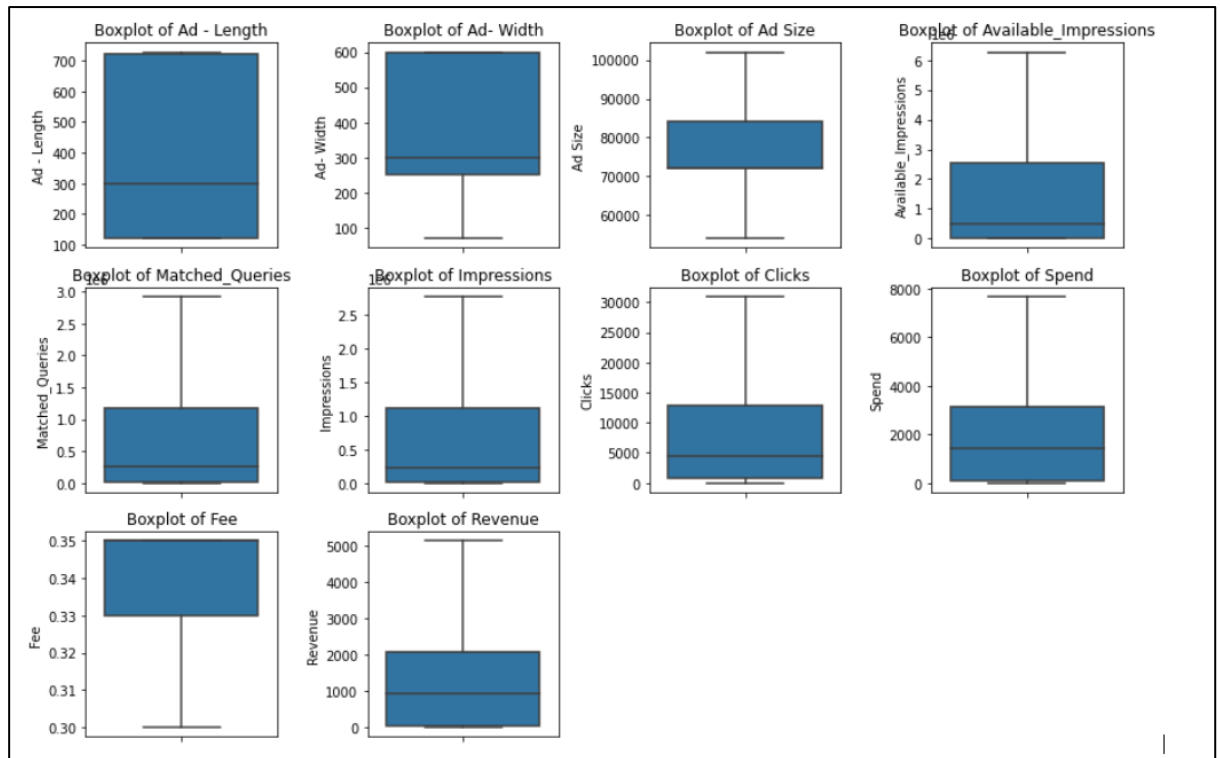 Boxplot of Ad - Length
Ad - Length
700
600
500
400
300
200
100
Boxplot of Ad- Width
Ad- Width
600
500
400
300
200
100
Boxplot of Ad Size
Ad Size
100000
90000
80000
70000
60000
Boxplot of Available_Impressions
1e6
Available_Impressions
6
5
4
3
2
1
0
Boxplot of Matched_Queries
1e6
Matched_Queries
3.0
2.5
2.0
1.5
1.0
0.5
0.0
Boxplot of Impressions
1e6
Impressions
2.5
2.0
1.5
1.0
0.5
0.0
Boxplot of Clicks
Clicks
30000
25000
20000
15000
10000
5000
0
Boxplot of Spend
Spend
8000
6000
4000
2000
0
Boxplot of Fee
Fee
0.35
0.34
0.33
0.32
0.31
0.30
Boxplot of Revenue
Revenue
5000
4000
3000
2000
1000
0